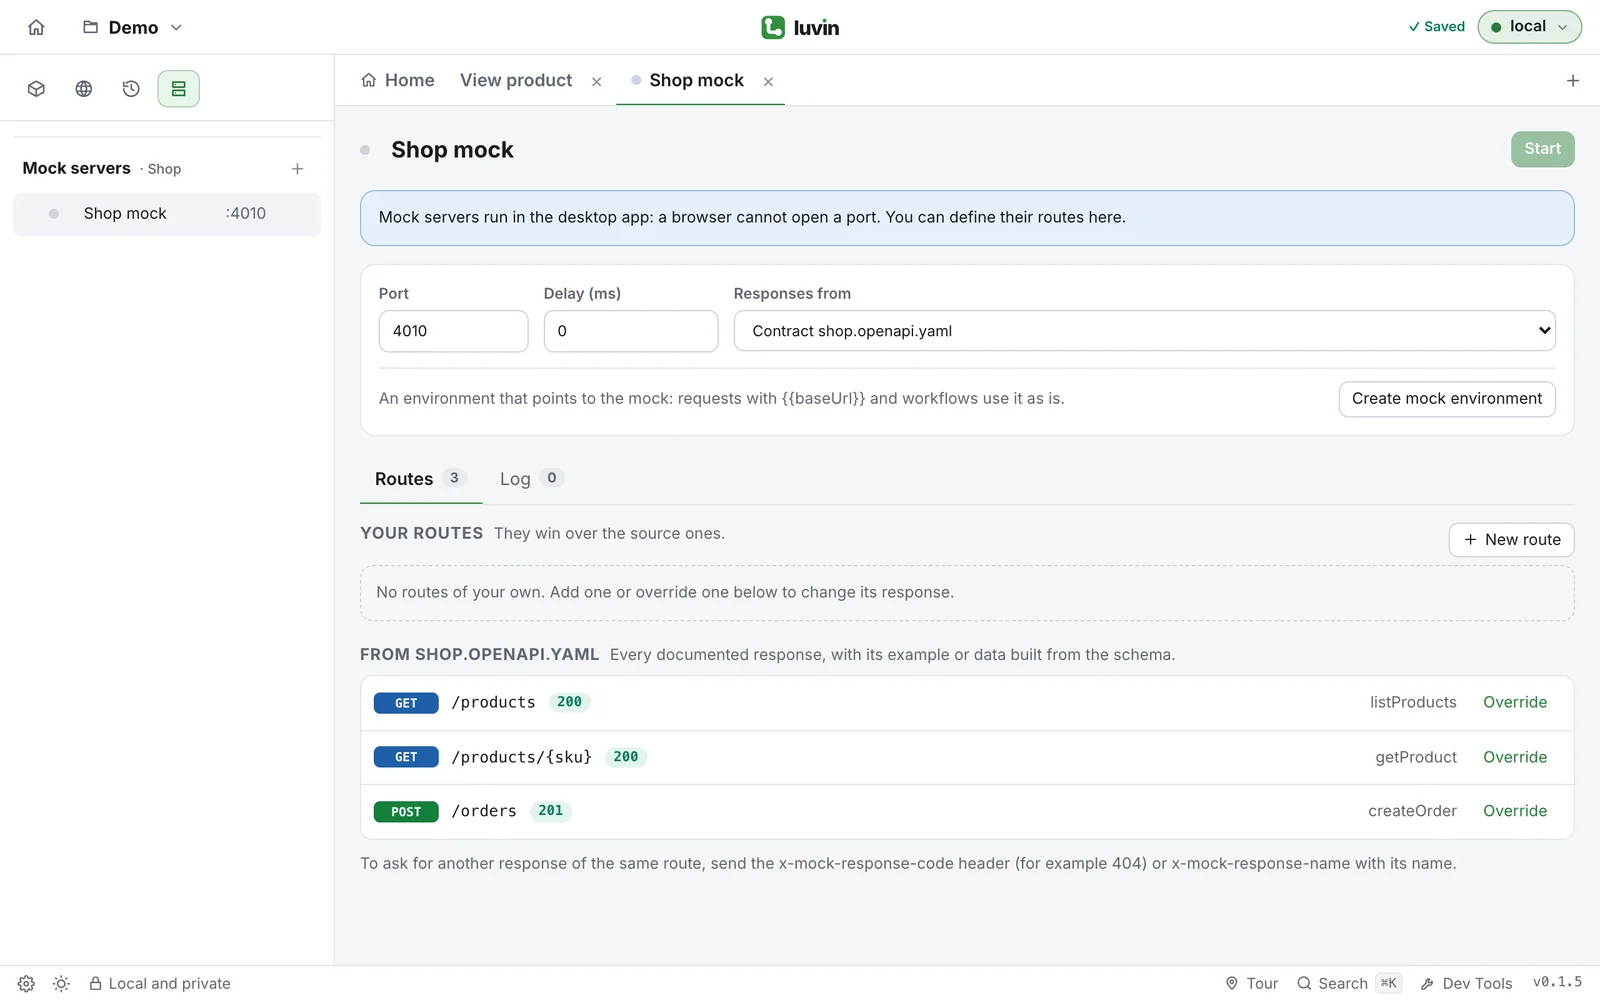 Demo
luvin
Saved
local
Home
View product
Shop mock
Mock servers · Shop
Shop mock :4010
Shop mock
Start
Mock servers run in the desktop app: a browser cannot open a port. You can define their routes here.
Port
Delay (ms)
Responses from
4010
0
Contract shop.openapi.yaml
An environment that points to the mock: requests with {{baseUrl}} and workflows use it as is.
Create mock environment
Routes 3
Log 0
YOUR ROUTES They win over the source ones.
+ New route
No routes of your own. Add one or override one below to change its response.
FROM SHOP.OPENAPI.YAML Every documented response, with its example or data built from the schema.
GET /products 200 listProducts Override
GET /products/{sku} 200 getProduct Override
POST /orders 201 createOrder Override
To ask for another response of the same route, send the x-mock-response-code header (for example 404) or x-mock-response-name with its name.
Local and private
Tour
Search ⌘K
Dev Tools
v0.1.5